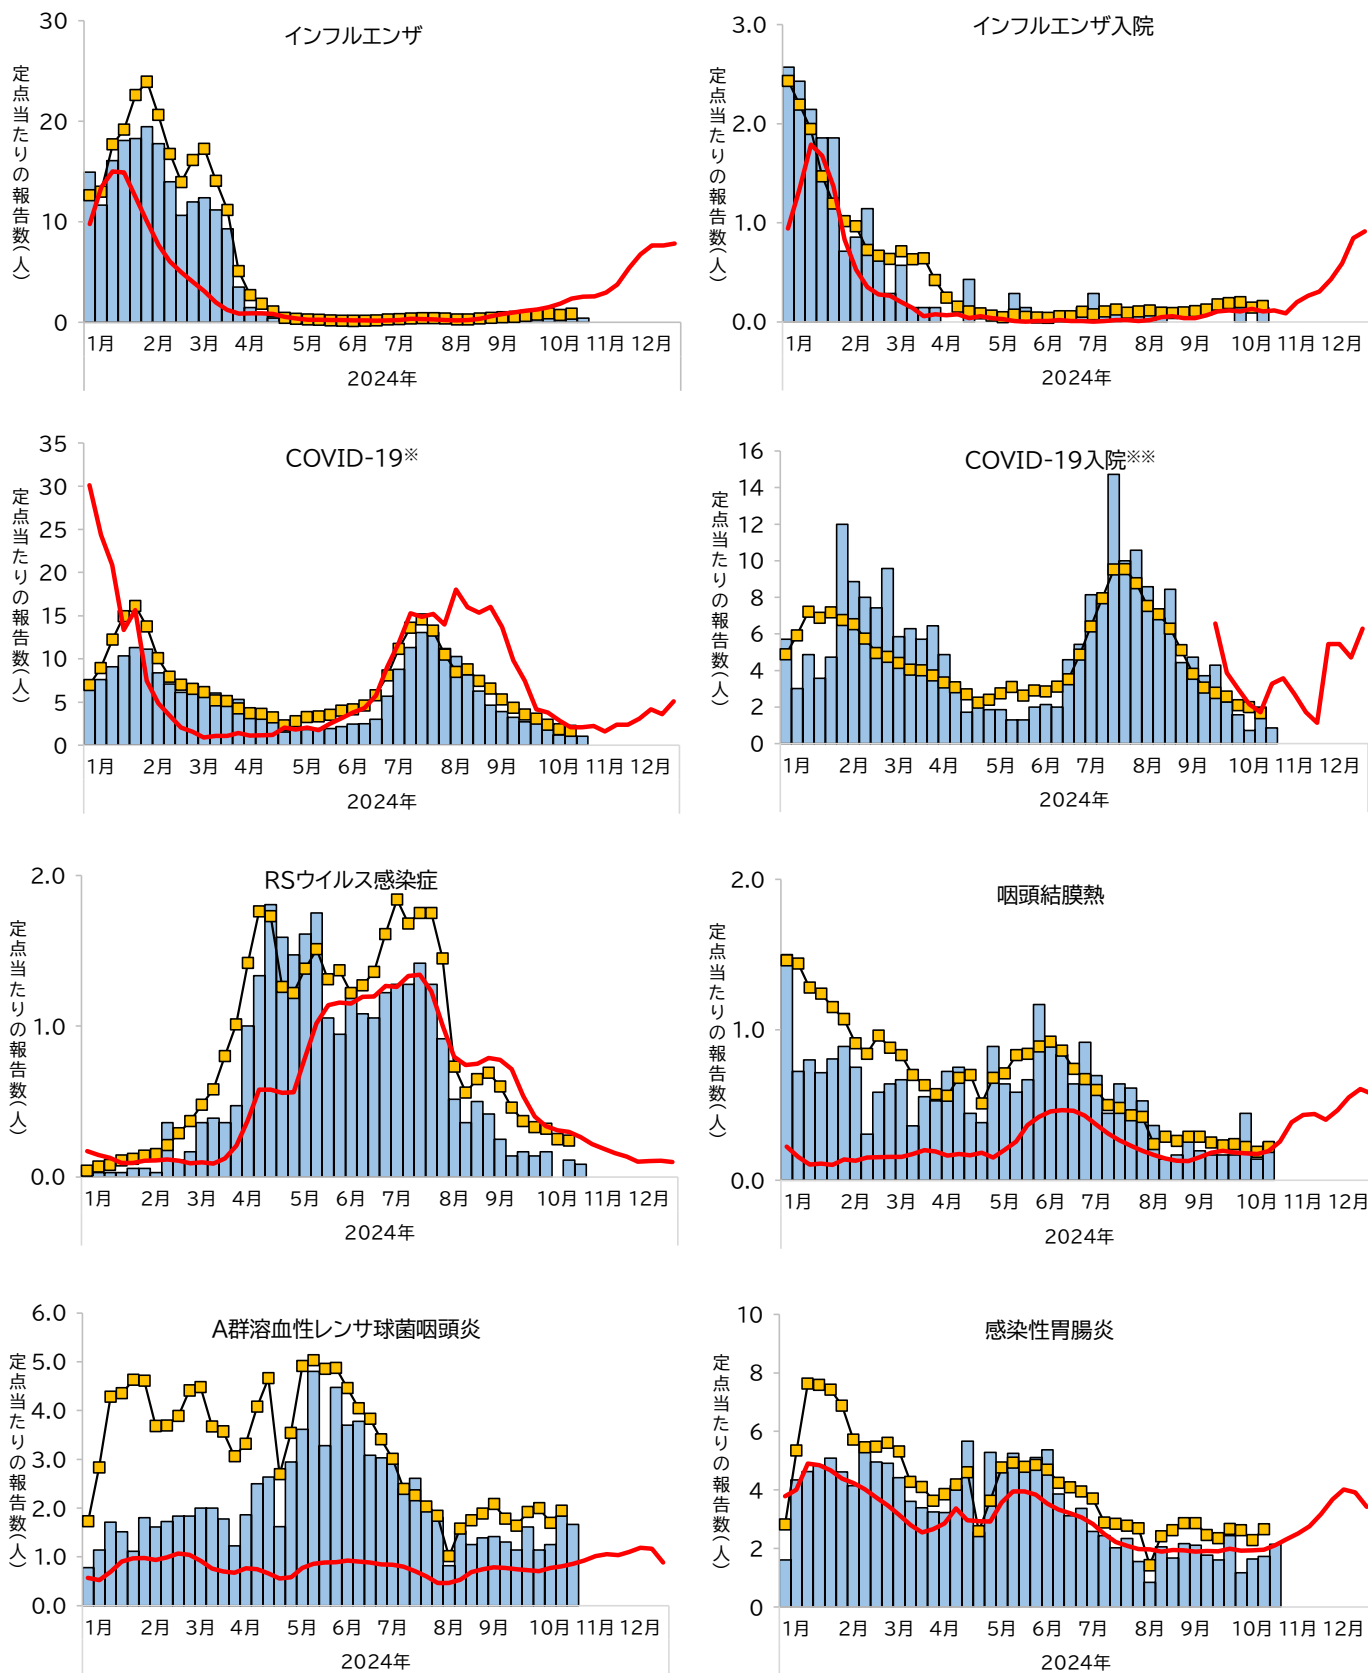 インフルエンザ
定点当たりの報告数(人)
30
20
10
0
1月 2月 3月 4月 5月 6月 7月 8月 9月 10月 11月 12月
2024年
インフルエンザ入院
定点当たりの報告数(人)
3.0
2.0
1.0
0.0
1月 2月 3月 4月 5月 6月 7月 8月 9月 10月 11月 12月
2024年
COVID-19※
定点当たりの報告数(人)
35
30
25
20
15
10
5
0
1月 2月 3月 4月 5月 6月 7月 8月 9月 10月 11月 12月
2024年
COVID-19入院※※
定点当たりの報告数(人)
16
14
12
10
8
6
4
2
0
1月 2月 3月 4月 5月 6月 7月 8月 9月 10月 11月 12月
2024年
RSウイルス感染症
定点当たりの報告数(人)
2.0
1.0
0.0
1月 2月 3月 4月 5月 6月 7月 8月 9月 10月 11月 12月
2024年
咽頭結膜熱
定点当たりの報告数(人)
2.0
1.0
0.0
1月 2月 3月 4月 5月 6月 7月 8月 9月 10月 11月 12月
2024年
A群溶血性レンサ球菌咽頭炎
定点当たりの報告数(人)
6.0
5.0
4.0
3.0
2.0
1.0
0.0
1月 2月 3月 4月 5月 6月 7月 8月 9月 10月 11月 12月
2024年
感染性胃腸炎
定点当たりの報告数(人)
10
8
6
4
2
0
1月 2月 3月 4月 5月 6月 7月 8月 9月 10月 11月 12月
2024年